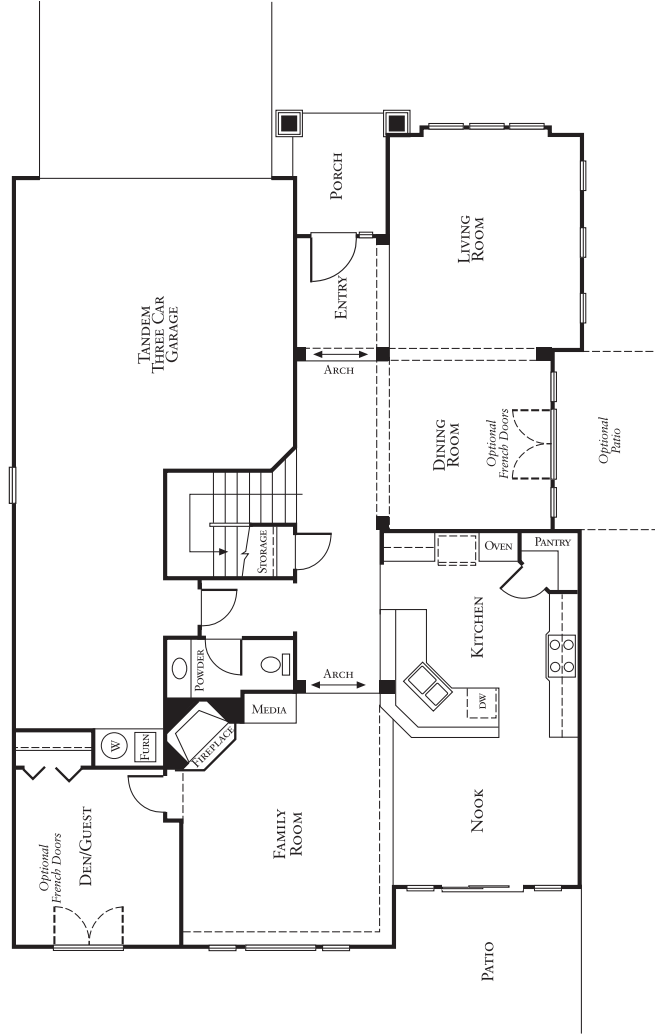 PORCH
LIVING
ROOM
ENTRY
TANDEM
THREE CAR
GARAGE
ARCH
DINING
ROOM
Optional
French Doors
Optional
Patio
STORAGE
OVEN
PANTRY
KITCHEN
POWDER
ARCH
MEDIA
DW
FIREPLACE
W
FURN
NOOK
FAMILY
ROOM
DEN/GUEST
Optional
French Doors
PATIO